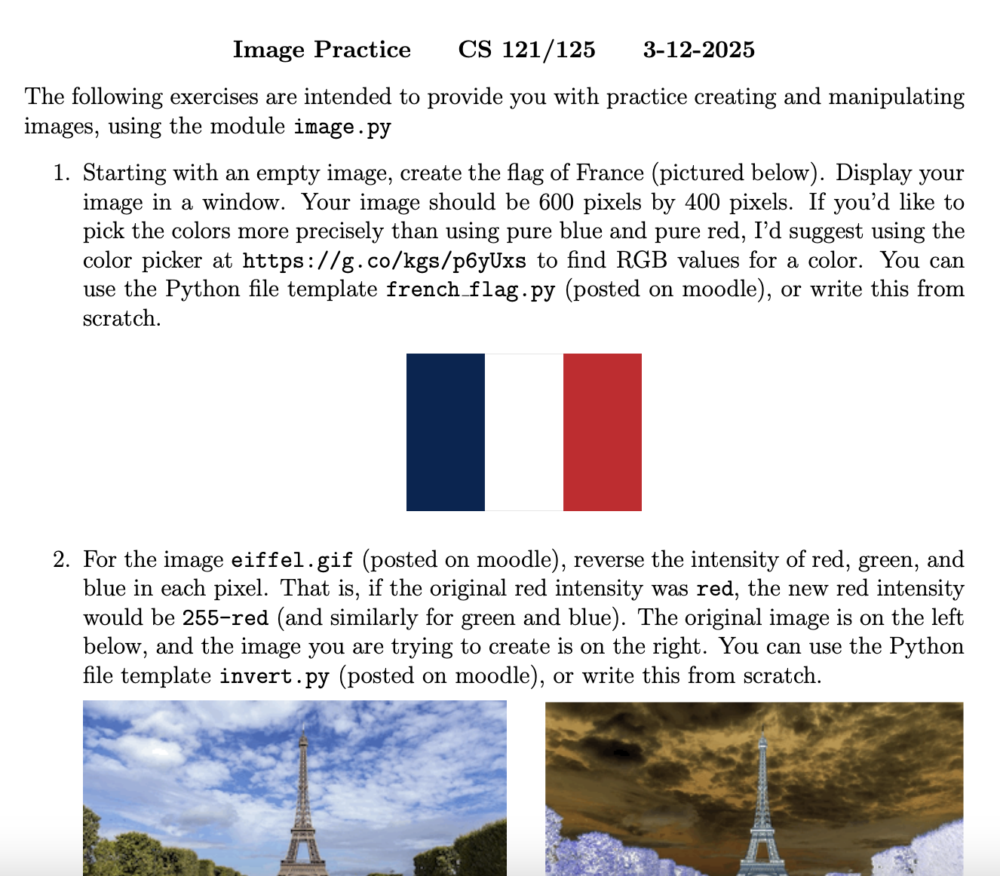 Image Practice CS 121/125 3-12-2025
The following exercises are intended to provide you with practice creating and manipulating
images, using the module image.py
1. Starting with an empty image, create the flag of France (pictured below). Display your
image in a window. Your image should be 600 pixels by 400 pixels. If you'd like to
pick the colors more precisely than using pure blue and pure red, I'd suggest using the
color picker at https://g.co/kgs/p6yUxs to find RGB values for a color. You can
use the Python file template french_flag.py (posted on moodle), or write this from
scratch.
2. For the image eiffel.gif (posted on moodle), reverse the intensity of red, green, and
blue in each pixel. That is, if the original red intensity was red, the new red intensity
would be 255-red (and similarly for green and blue). The original image is on the left
below, and the image you are trying to create is on the right. You can use the Python
file template invert.py (posted on moodle), or write this from scratch.